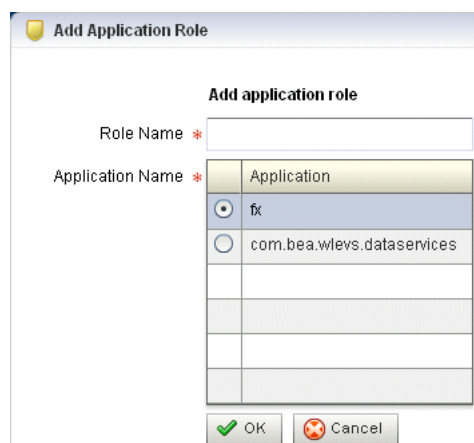 Add Application Role
Add application role
Role Name *
Application Name *
Application
fx
com.bea.wlevs.dataservices
OK
Cancel